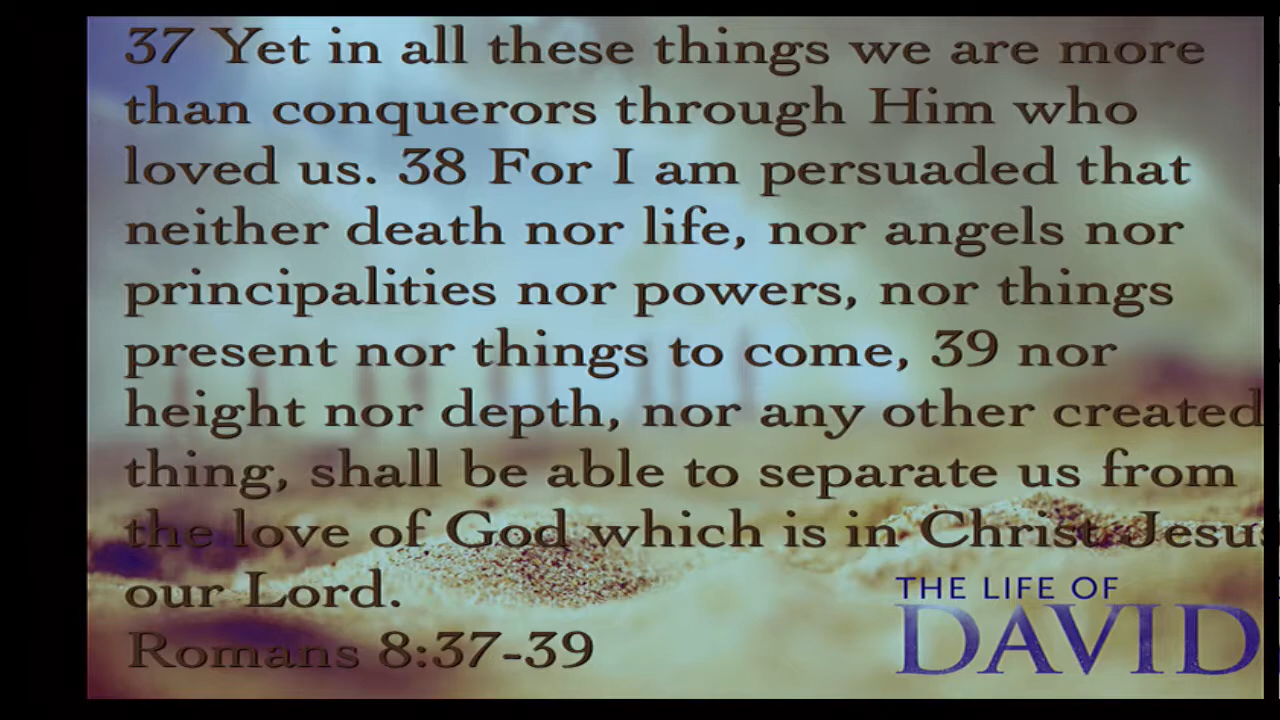 37 Yet in all these things we are more
than conquerors through Him who
loved us. 38 For I am persuaded that
neither death nor life, nor angels nor
principalities nor powers, nor things
present nor things to come, 39 nor
height nor depth, nor any other created
thing, shall be able to separate us from
the love of God which is in Christ Jesus
our Lord.
Romans 8:37-39
THE LIFE OF
DAVID